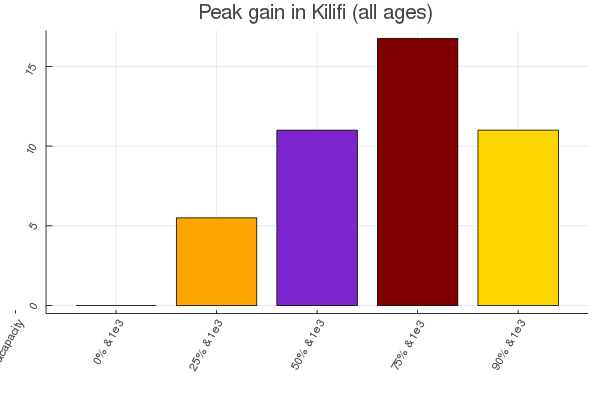 Peak gain in Kilifi (all ages)
15
10
5
0
0% &1e3
25% &1e3
50% &1e3
75% &1e3
90% &1e3